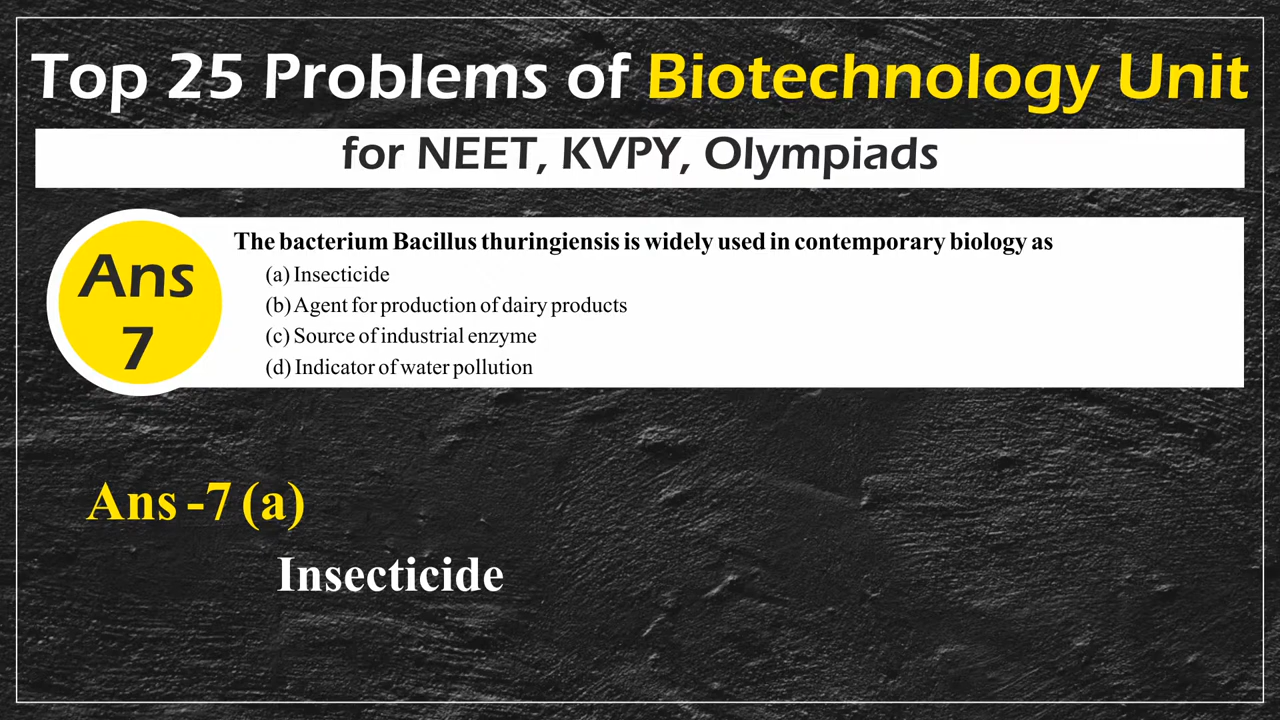 Top 25 Problems of Biotechnology Unit
for NEET, KVPY, Olympiads
Ans
7
The bacterium Bacillus thuringiensis is widely used in contemporary biology as
(a) Insecticide
(b) Agent for production of dairy products
(c) Source of industrial enzyme
(d) Indicator of water pollution
Ans -7 (a)
Insecticide